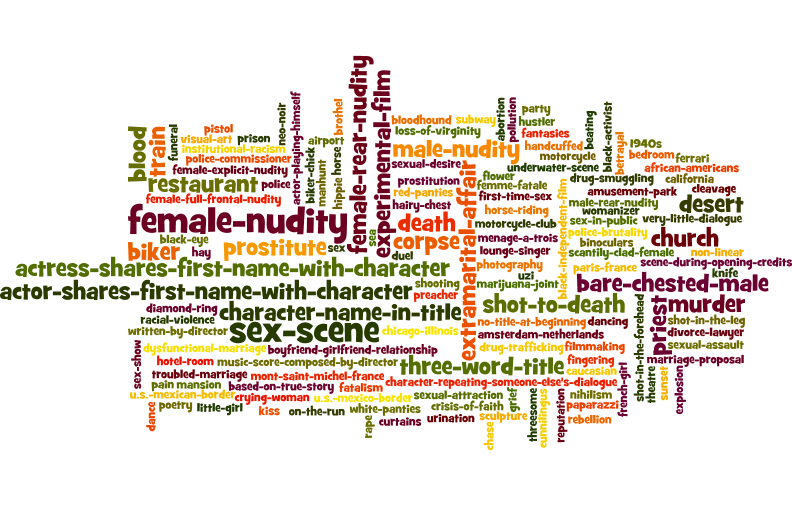 blood
train
funeral
pistol
visual-art
prison
neo-noir
actor-playing-himself
institutional-racism
police-commissioner
female-explicit-nudity
restaurant
police
female-full-frontal-nudity
biker-chick
manhunt
airport
hippie
horse
brothel
female-rear-nudity
experimental-film
bloodhound
subway
loss-of-virginity
male-nudity
abortion
pollution
party
hustler
fantasies
handcuffed
motorcycle
beating
black-activist
betrayal
1940s
bedroom
ferrari
african-americans
sexual-desire
prostitution
red-panties
hairy-chest
flower
femme-fatale
first-time-sex
horse-riding
underwater-scene
drug-smuggling
california
amusement-park
cleavage
male-rear-nudity
womanizer
desert
sex-in-public
very-little-dialogue
female-nudity
death
corpse
sea
duel
extramarital-affair
motorcycle-club
menage-a-trois
lounge-singer
photography
uzi
marijuana-joint
black-independent-film
police-brutality
binoculars
church
scantily-clad-female
non-linear
paris-france
scene-during-opening-credits
biker
black-eye
hay
prostitute
sex
actress-shares-first-name-with-character
shooting
bare-chested-male
knife
actor-shares-first-name-with-character
preacher
shot-to-death
priest
murder
diamond-ring
racial-violence
character-name-in-title
written-by-director
sex-scene
chicago-illinois
no-title-at-beginning
dancing
amsterdam-netherlands
shot-in-the-forehead
shot-in-the-leg
divorce-lawyer
sexual-assault
sex-show
dysfunctional-marriage
boyfriend-girlfriend-relationship
drug-trafficking
filmmaking
hotel-room
music-score-composed-by-director
three-word-title
fingering
caucasian
french-girl
theatre
sunset
marriage-proposal
explosion
troubled-marriage
mont-saint-michel-france
character-repeating-someone-else's-dialogue
pain
mansion
based-on-true-story
fatalism
u.s.-mexican-border
crying-woman
u.s.-mexico-border
sexual-attraction
grief
threesome
cunnilingus
nihilism
reputation
paparazzi
dance
poetry
little-girl
kiss
on-the-run
white-panties
crisis-of-faith
rape
curtains
urination
chase
sculpture
rebellion